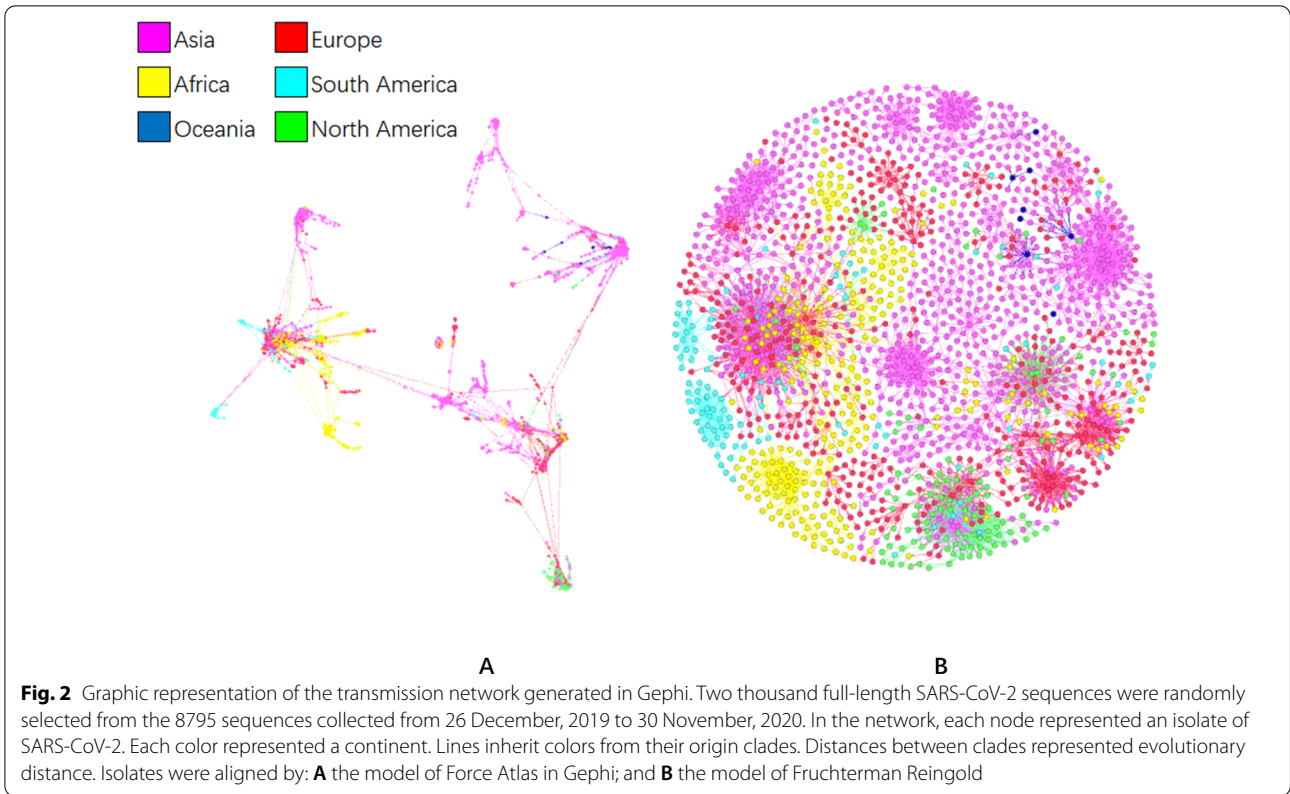 Asia Europe
Africa South America
Oceania North America
A B
Fig. 2 Graphic representation of the transmission network generated in Gephi. Two thousand full-length SARS-CoV-2 sequences were randomly
selected from the 8795 sequences collected from 26 December, 2019 to 30 November, 2020. In the network, each node represented an isolate of
SARS-CoV-2. Each color represented a continent. Lines inherit colors from their origin clades. Distances between clades represented evolutionary
distance. Isolates were aligned by: A the model of Force Atlas in Gephi; and B the model of Fruchterman Reingold